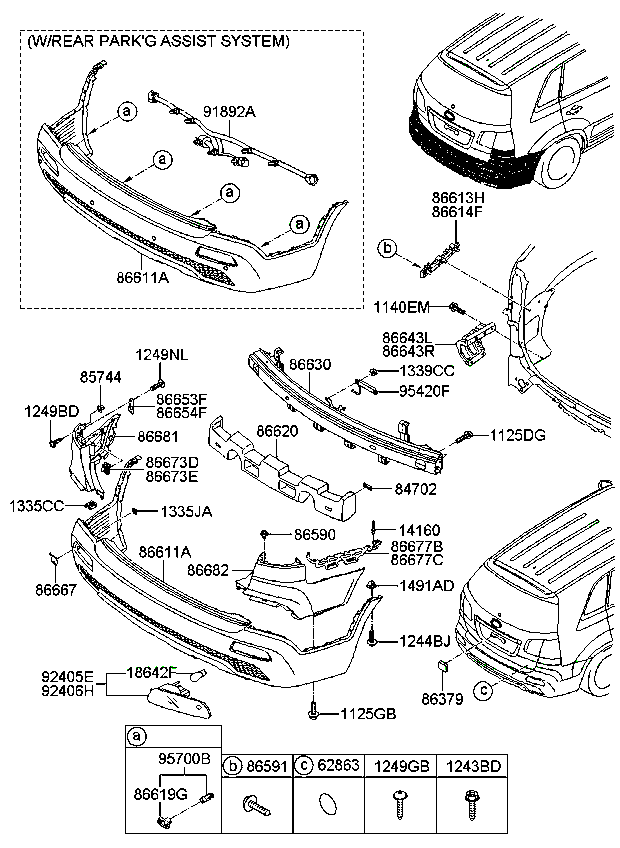 (W/REAR PARK'G ASSIST SYSTEM)
91892A
a
a
a
a
86611A
86613H
86614F
b
1140EM
86643L
86643R
1249NL
85744
86653F
86654F
1249BD
86681
86673D
86673E
1335CC
1335JA
86611A
86667
86630
1339CC
95420F
86620
1125DG
84702
86590
14160
86677B
86677C
86682
1491AD
1244BJ
92405E
92406H
18642F
1125GB
86379
c
a
95700B
86619G
b 86591
c 62863
1249GB
1243BD